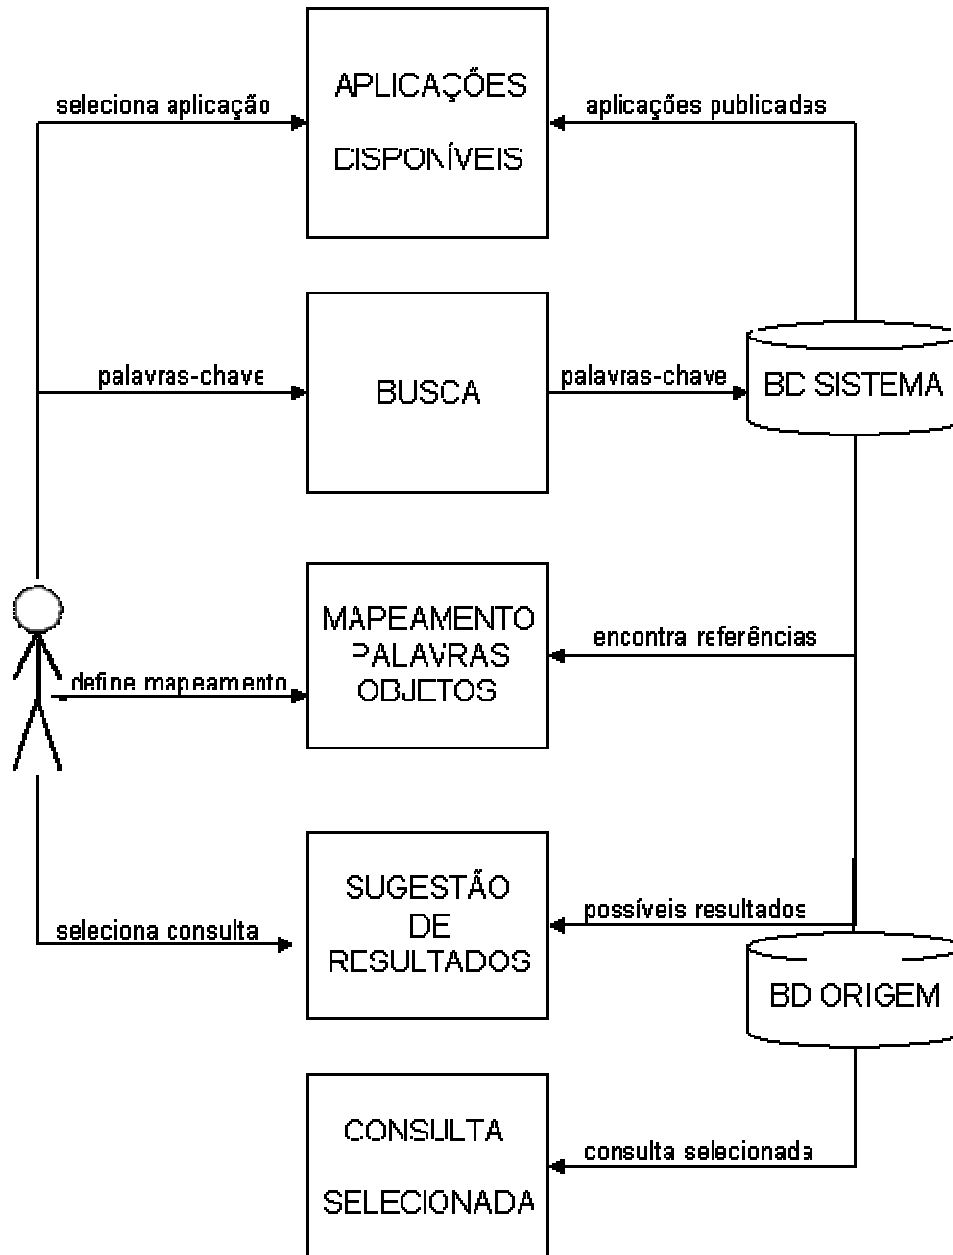 APLICAÇÕES
DISPONÍVEIS
seleciona aplicação
aplicações publicadas
palavras-chave
BUSCA
palavras-chave
BD SISTEMA
MAPEAMENTO
PALAVRAS
OBJETOS
define mapeamento
encontra referências
SUGESTÃO
DE
RESULTADOS
seleciona consulta
possíveis resultados
BD ORIGEM
CONSULTA
SELECIONADA
consulta selecionada